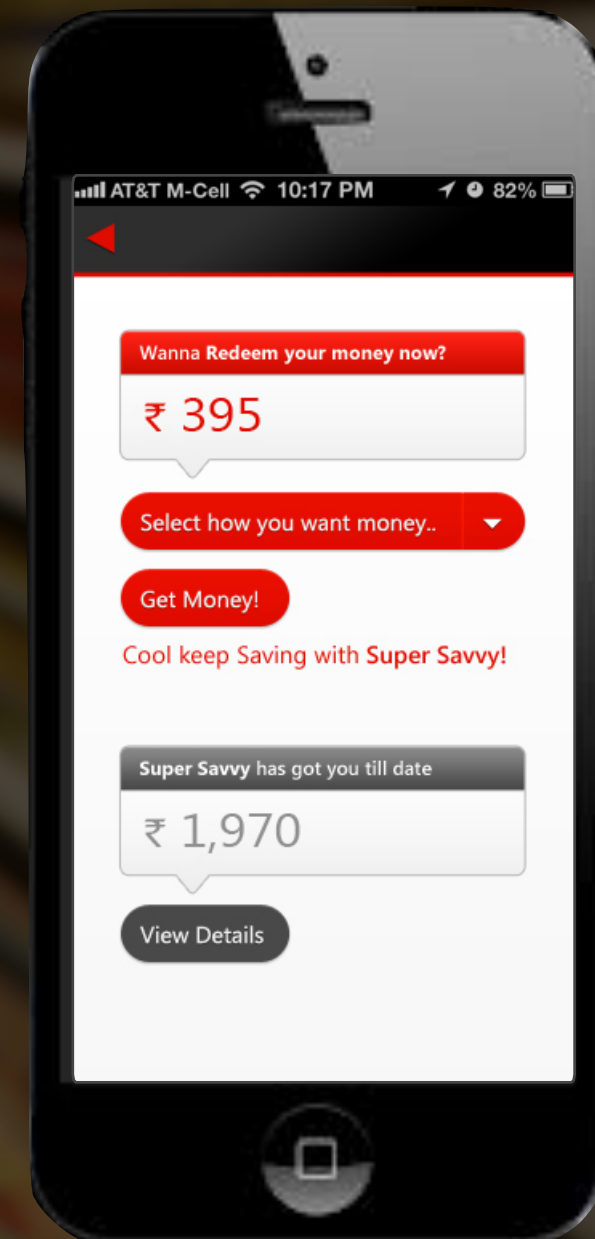 AT&T M-Cell 10:17 PM 82%
Wanna Redeem your money now?
₹ 395
Select how you want money..
Get Money!
Cool keep Saving with Super Savvy!
Super Savvy has got you till date
₹ 1,970
View Details